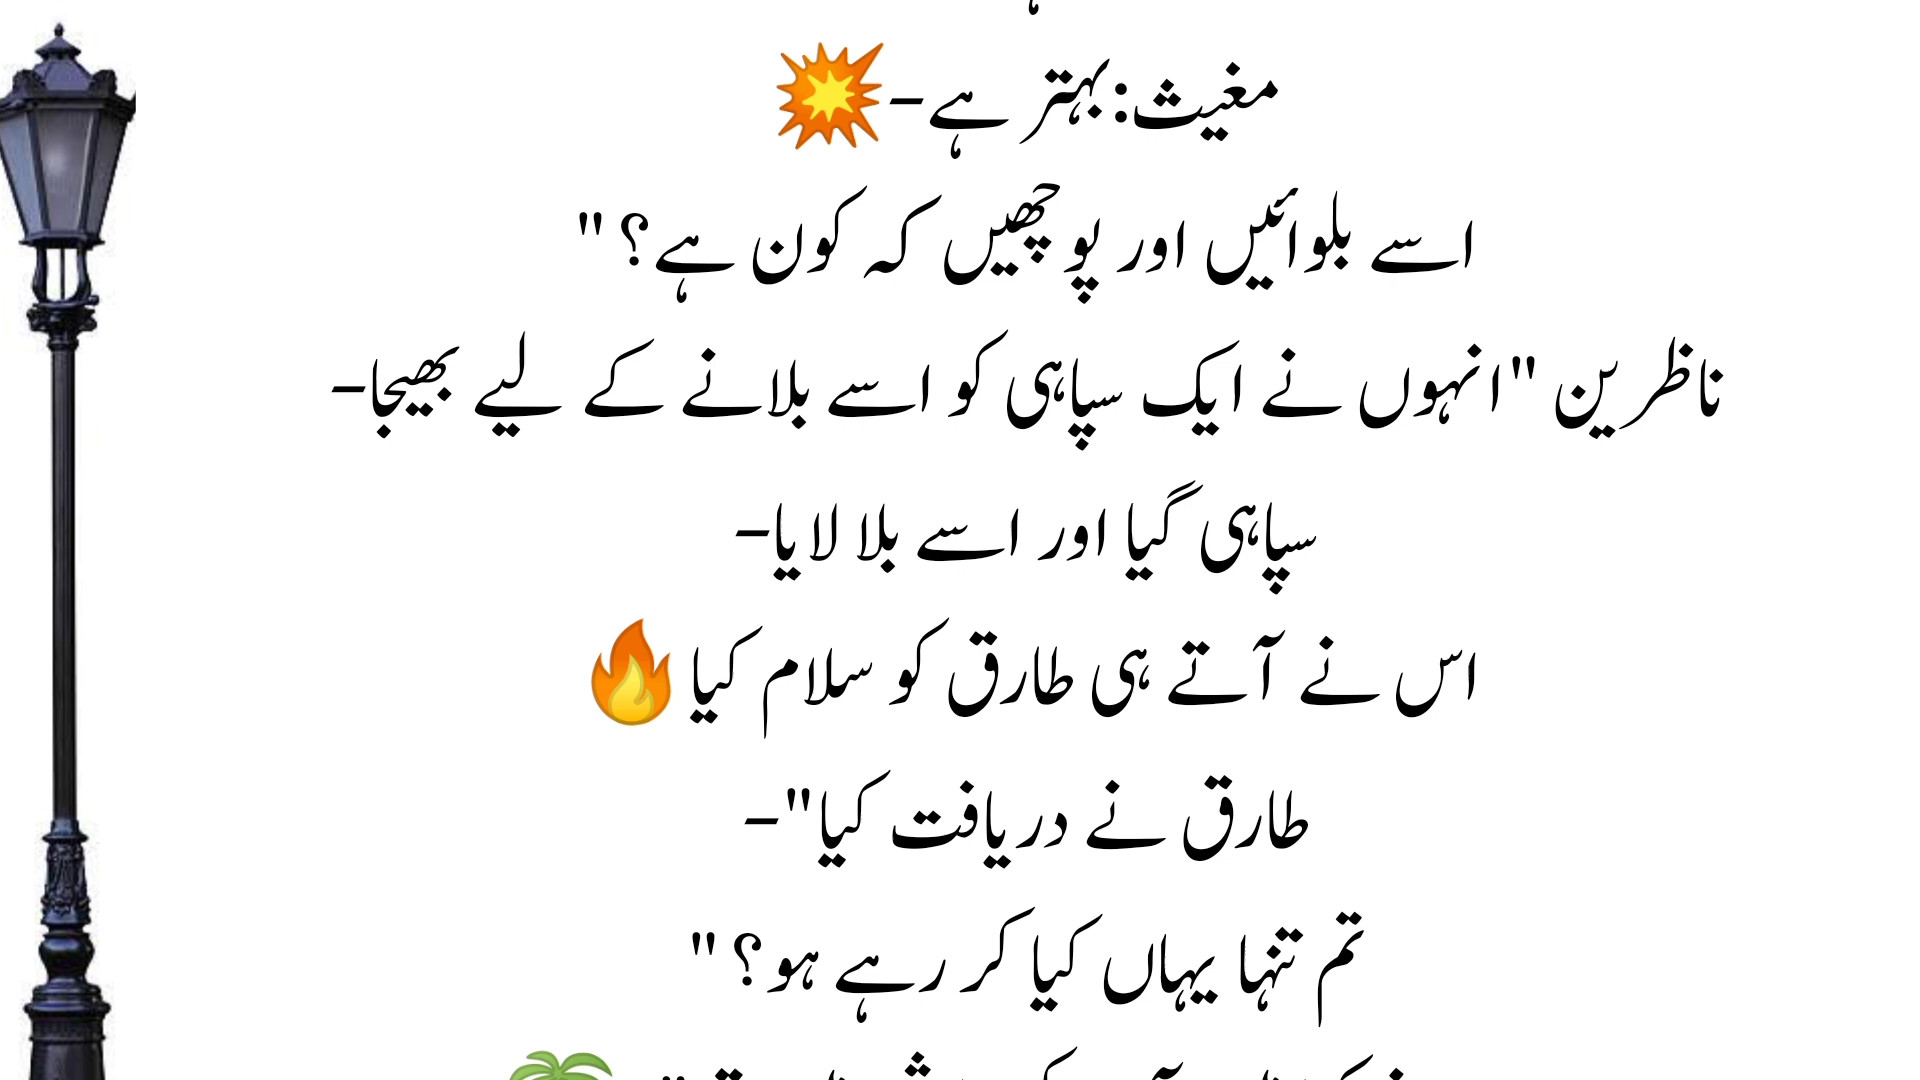 مغیث:بہتر ہے-💥
اسے بلوائیں اور پوچھیں کہ کون ہے؟ "
ناظرین "انہوں نے ایک سپاہی کو اسے بلانے کے لیے بھیجا-
سپاہی گیا اور اسے بلا لایا-
اس نے آتے ہی طارق کو سلام کیا🔥
طارق نے دریافت کیا"-
تم تنہا یہاں کیا کر رہے ہو؟ "